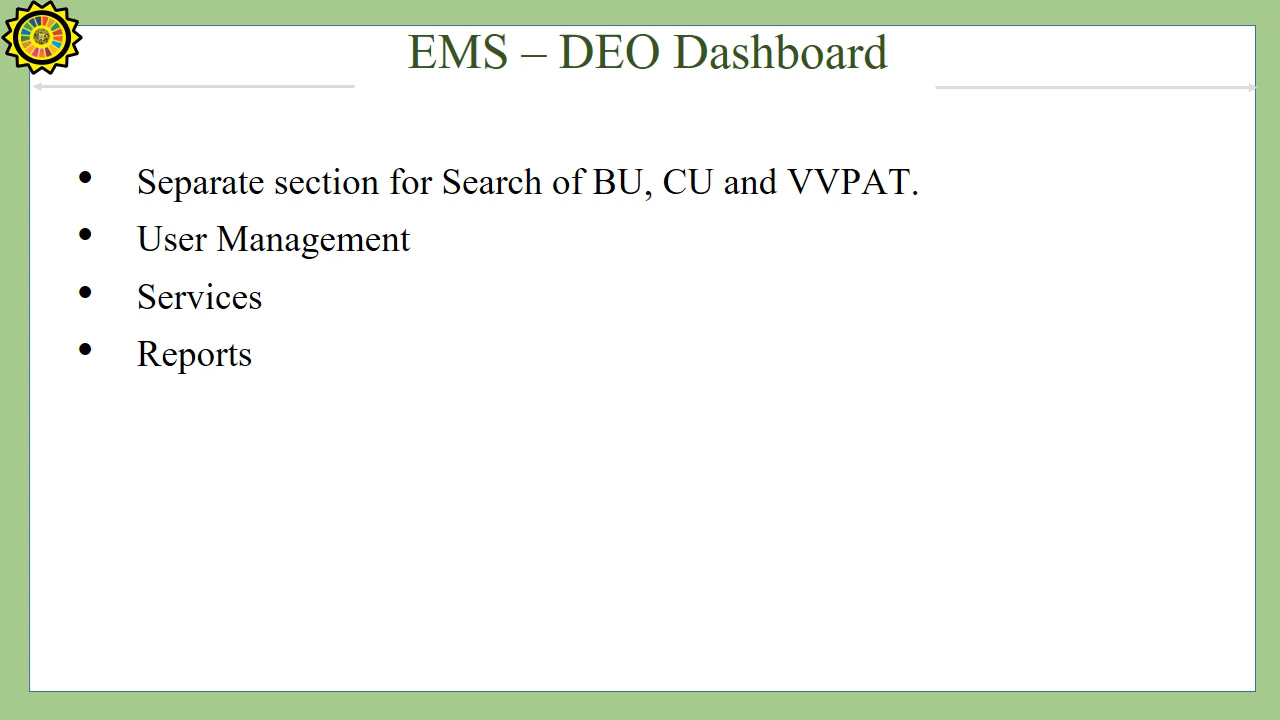 EMS – DEO Dashboard
• Separate section for Search of BU, CU and VVPAT.
• User Management
• Services
• Reports